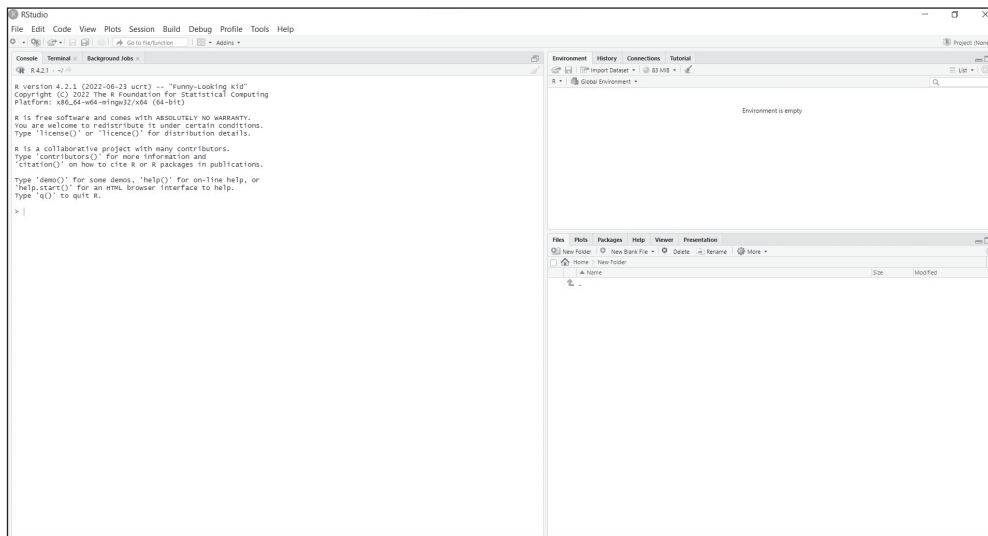 RStudio
File Edit Code View Plots Session Build Debug Profile Tools Help
Go to file/function Addins Project: (None
Console Terminal Background Jobs
R 4.2.1 · ~/
R version 4.2.1 (2022-06-23 ucrt) -- "Funny-Looking Kid"
Copyright (C) 2022 The R Foundation for Statistical Computing
Platform: x86_64-w64-mingw32/x64 (64-bit)
R is free software and comes with ABSOLUTELY NO WARRANTY.
You are welcome to redistribute it under certain conditions.
Type 'license()' or 'licence()' for distribution details.
R is a collaborative project with many contributors.
Type 'contributors()' for more information and
'citation()' on how to cite R or R packages in publications.
Type 'demo()' for some demos, 'help()' for on-line help, or
'help.start()' for an HTML browser interface to help.
Type 'q()' to quit R.
>
Environment History Connections Tutorial
Import Dataset 83 MiB List
R Global Environment
Environment is empty
Files Plots Packages Help Viewer Presentation
New Folder New Blank File Delete Rename More
Home New Folder
Name Size Modified
..